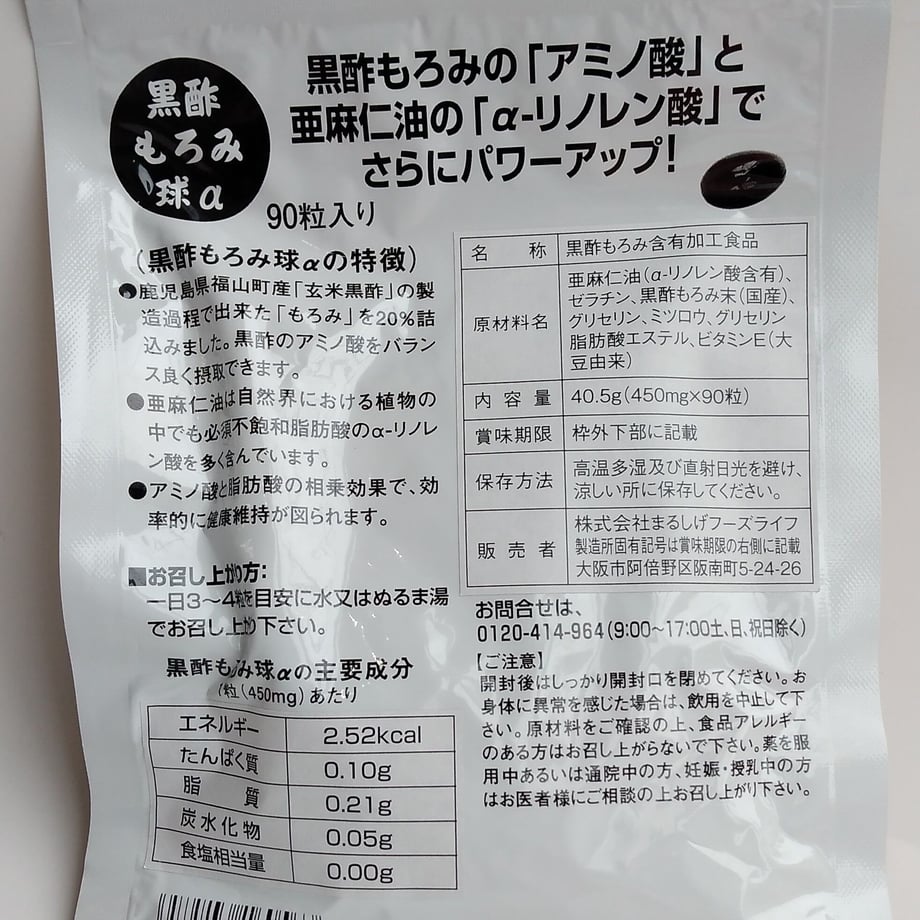 黒酢もろみの「アミノ酸」と
亜麻仁油の「α-リノレン酸」で
さらにパワーアップ!
黒酢
もろみ
球α
90粒入り
(黒酢もろみ球αの特徴)
●鹿児島県福山町産「玄米黒酢」の製
造過程で出来た「もろみ」を20%詰
込みました。黒酢のアミノ酸をバラン
ス良く摂取できます。
●亜麻仁油は自然界における植物の
中でも必須不飽和脂肪酸のα-リノレ
ン酸を多く含んでいます。
●アミノ酸と脂肪酸の相乗効果で、効
率的に健康維持が図られます。
■お召し上がり方:
一日3〜4粒を目安に水又はぬるま湯
でお召し上り下さい。
黒酢もろみ球αの主要成分
(粒(450mg)あたり
エネルギー 2.52kcal
たんぱく質 0.10g
脂質 0.21g
炭水化物 0.05g
食塩相当量 0.00g
名称 黒酢もろみ含有加工食品
原材料名 亜麻仁油(α-リノレン酸含有)、
ゼラチン、黒酢もろみ末(国産)、
グリセリン、ミツロウ、グリセリン
脂肪酸エステル、ビタミンE(大
豆由来)
内容量 40.5g(450mg×90粒)
賞味期限 枠外下部に記載
保存方法 高温多湿及び直射日光を避け、
涼しい所に保存してください。
販売者 株式会社まるしげフーズライフ
製造所固有記号は賞味期限の右側に記載
大阪市阿倍野区阪南町5-24-26
お問合せは、
0120-414-964(9:00〜17:00土、日、祝日除く)
【ご注意】
開封後はしっかり開封口を閉めてください。お
身体に異常を感じた場合は、飲用を中止して下
さい。原材料をご確認の上、食品アレルギー
のある方はお召し上がらないで下さい。薬を服
用中あるいは通院中の方、妊娠・授乳中の方
はお医者様にご相談の上お召し上がり下さい。